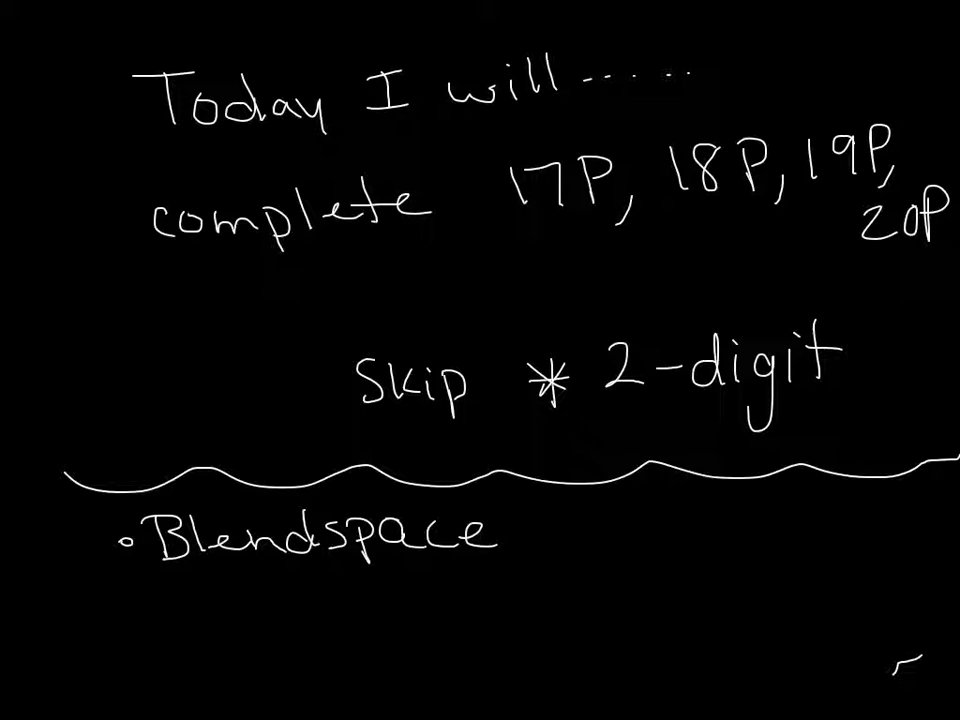 Today I will ......
complete 17P, 18P, 19P,
20P
Skip * 2-digit
• Blendspace